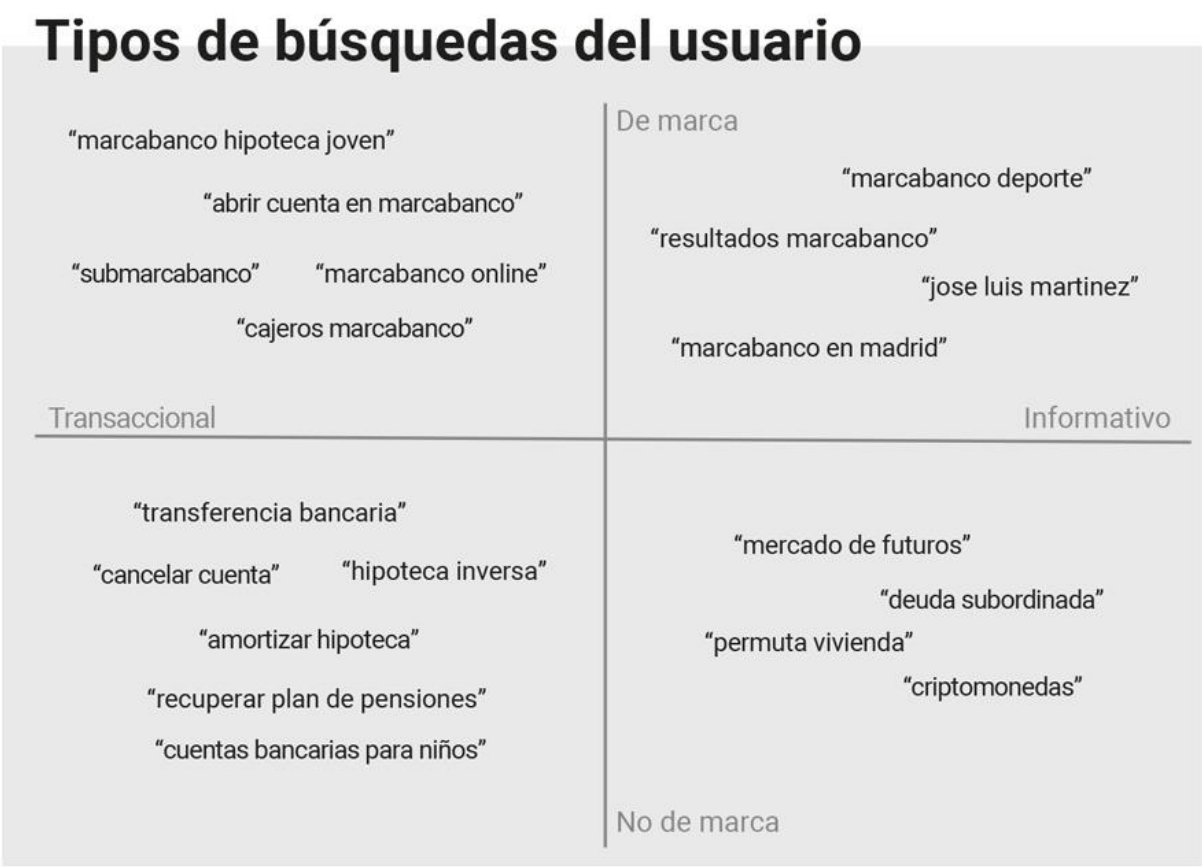 Tipos de búsquedas del usuario
De marca
“marcabanco hipoteca joven”
“abrir cuenta en marcabanco”
“submarcabanco”
“marcabanco online”
“cajeros marcabanco”
“marcabanco deporte”
“resultados marcabanco”
“jose luis martinez”
“marcabanco en madrid”
Transaccional
Informativo
“transferencia bancaria”
“cancelar cuenta”
“hipoteca inversa”
“amortizar hipoteca”
“recuperar plan de pensiones”
“cuentas bancarias para niños”
“mercado de futuros”
“deuda subordinada”
“permuta vivienda”
“criptomonedas”
No de marca